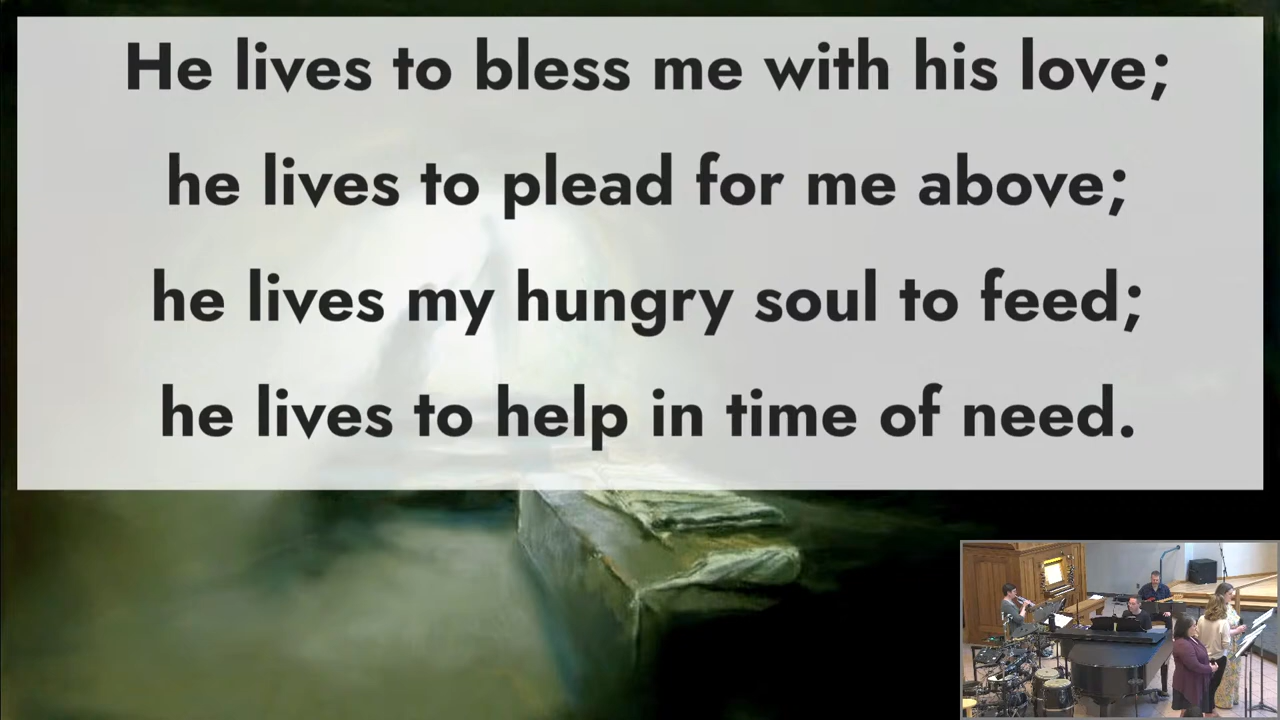 He lives to bless me with his love;
he lives to plead for me above;
he lives my hungry soul to feed;
he lives to help in time of need.